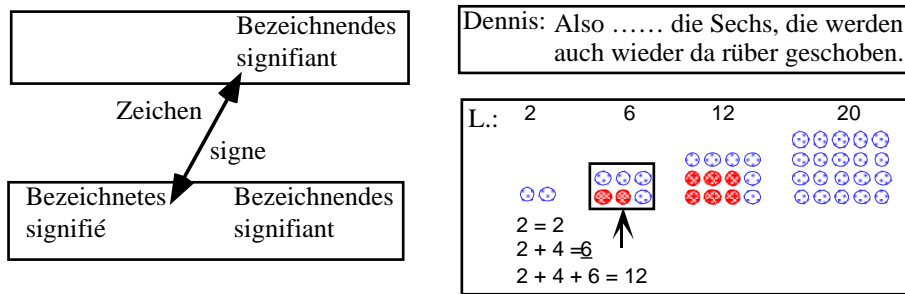 Bezeichnendes
signifiant
Zeichen
signe
Bezeichnetes Bezeichnendes
signifié signifiant
Dennis: Also …… die Sechs, die werden
auch wieder da rüber geschoben.
L.: 2 6 12 20
2 = 2
2 + 4 =6
2 + 4 + 6 = 12